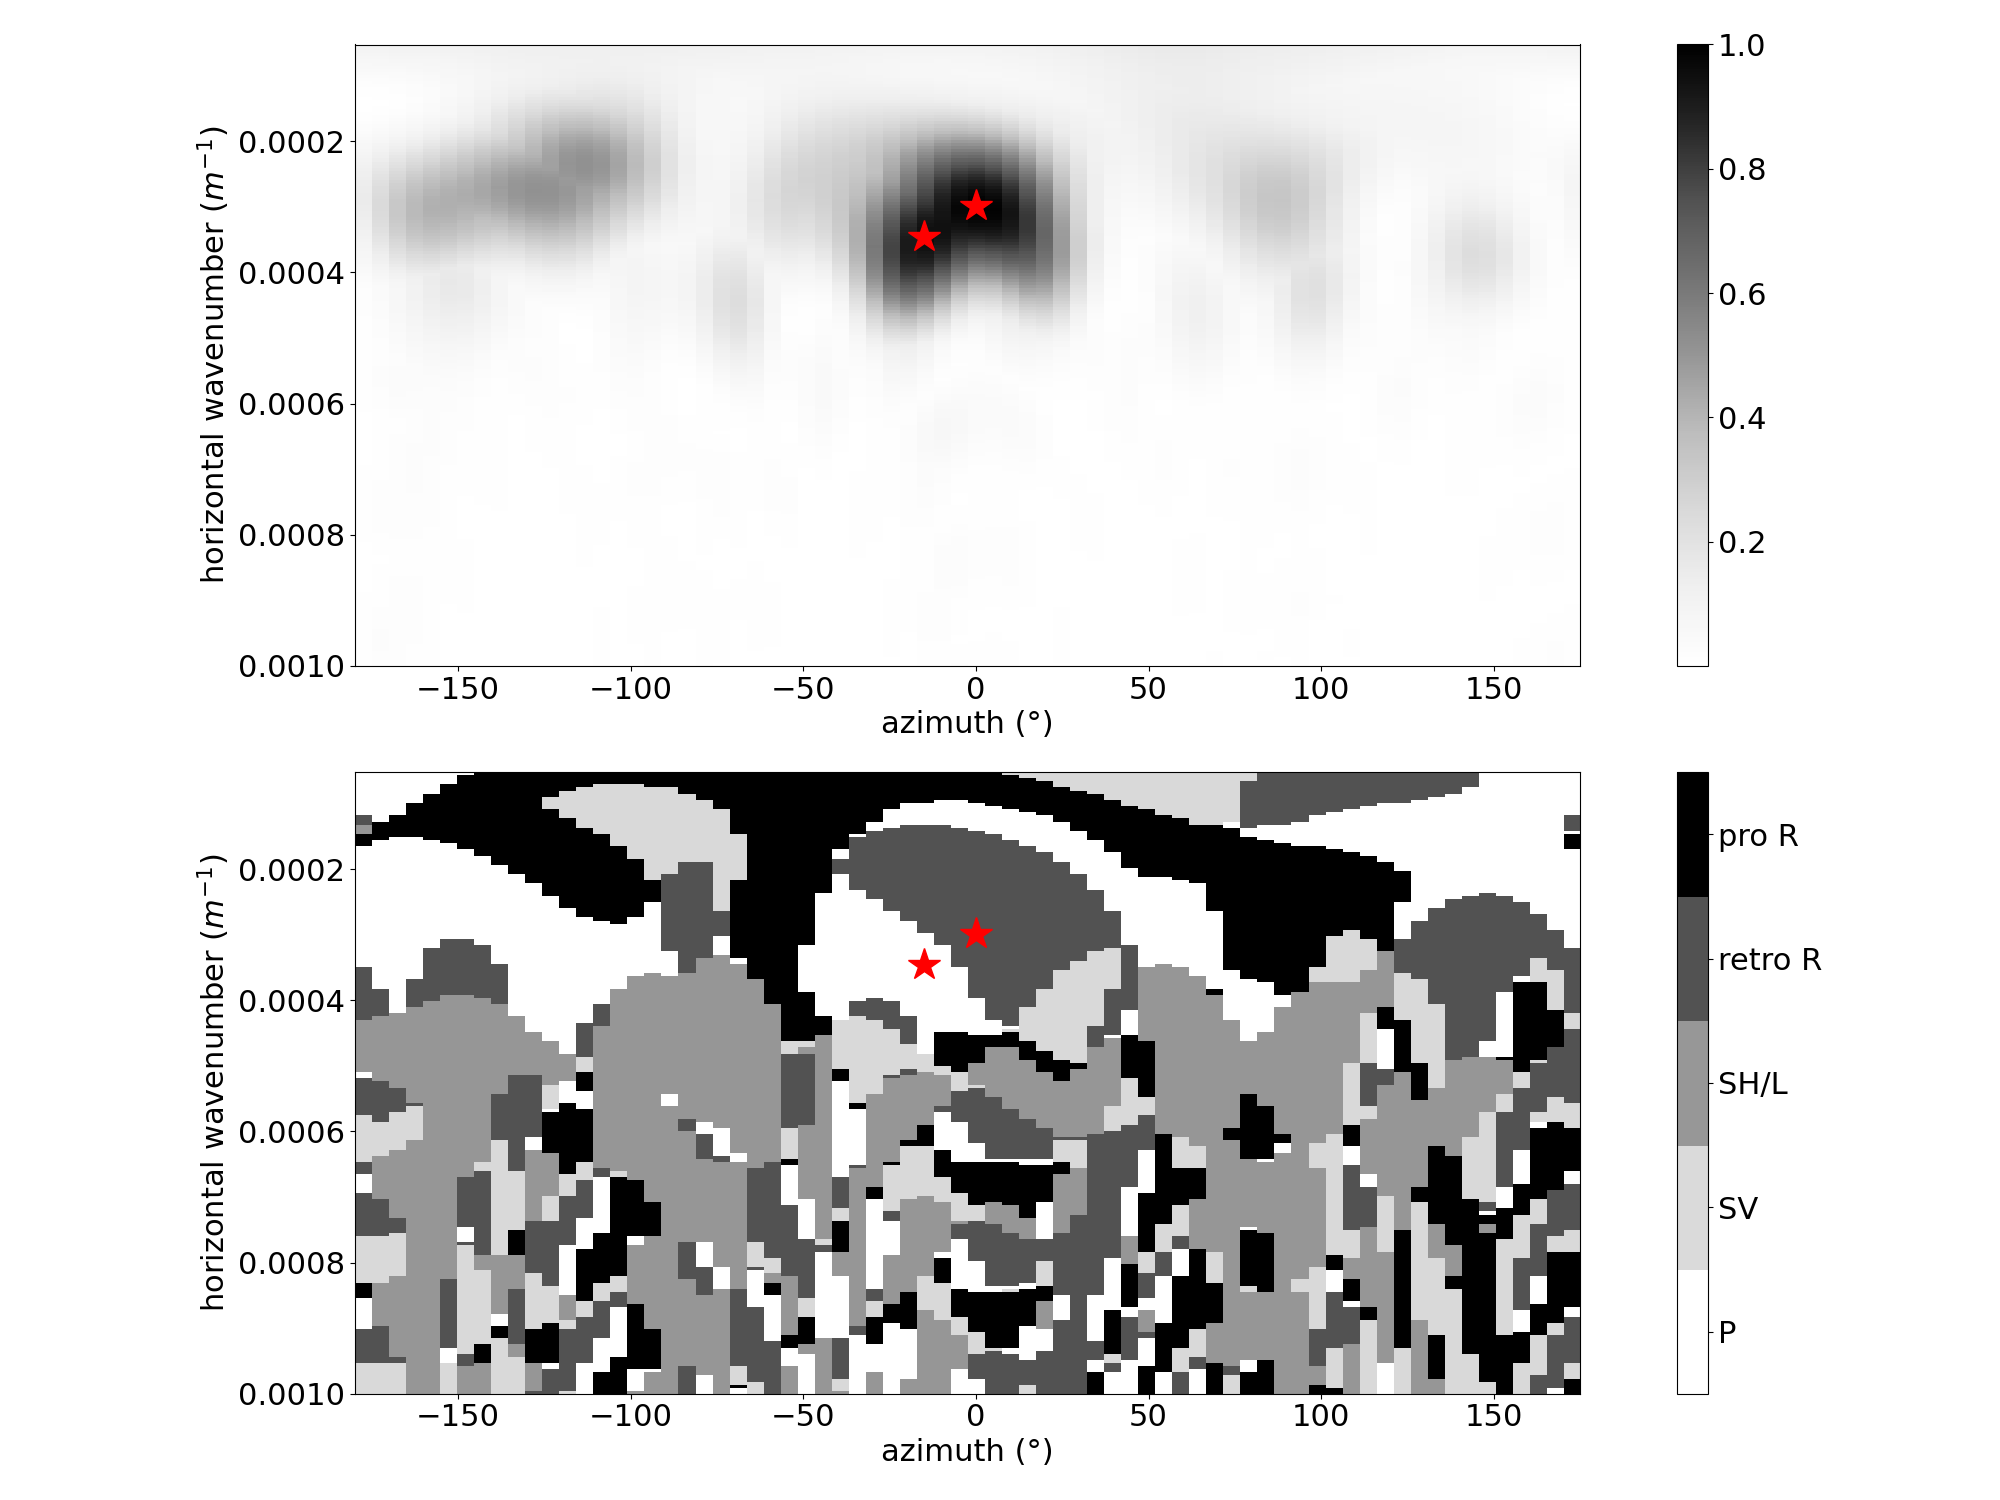 horizontal wavenumber (m⁻¹)
0.0002
0.0004
0.0006
0.0008
0.0010
−150 −100 −50 0 50 100 150
azimuth (°)
1.0
0.8
0.6
0.4
0.2
horizontal wavenumber (m⁻¹)
0.0002
0.0004
0.0006
0.0008
0.0010
−150 −100 −50 0 50 100 150
azimuth (°)
pro R
retro R
SH/L
SV
P